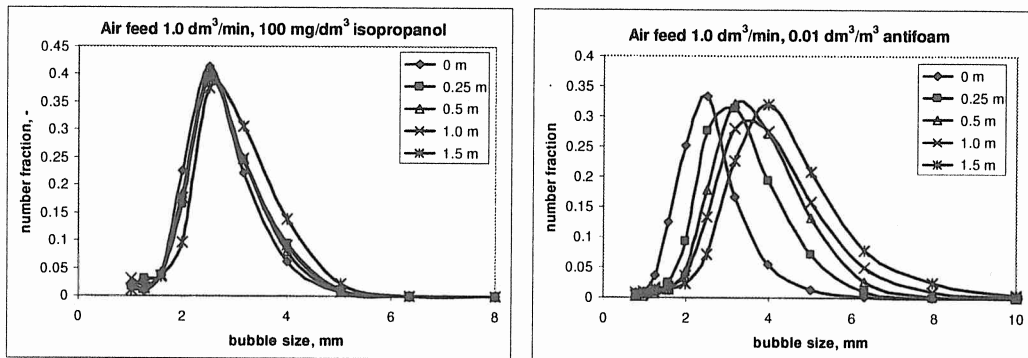 Air feed 1.0 dm³/min, 100 mg/dm³ isopropanol
0.45
0.4
0.35
0.3
0.25
0.2
0.15
0.1
0.05
0
number fraction, -
0 m
0.25 m
0.5 m
1.0 m
1.5 m
0
2
4
6
8
bubble size, mm
Air feed 1.0 dm³/min, 0.01 dm³/m³ antifoam
0.4
0.35
0.3
0.25
0.2
0.15
0.1
0.05
0
number fraction
0 m
0.25 m
0.5 m
1.0 m
1.5 m
0
2
4
6
8
10
bubble size, mm